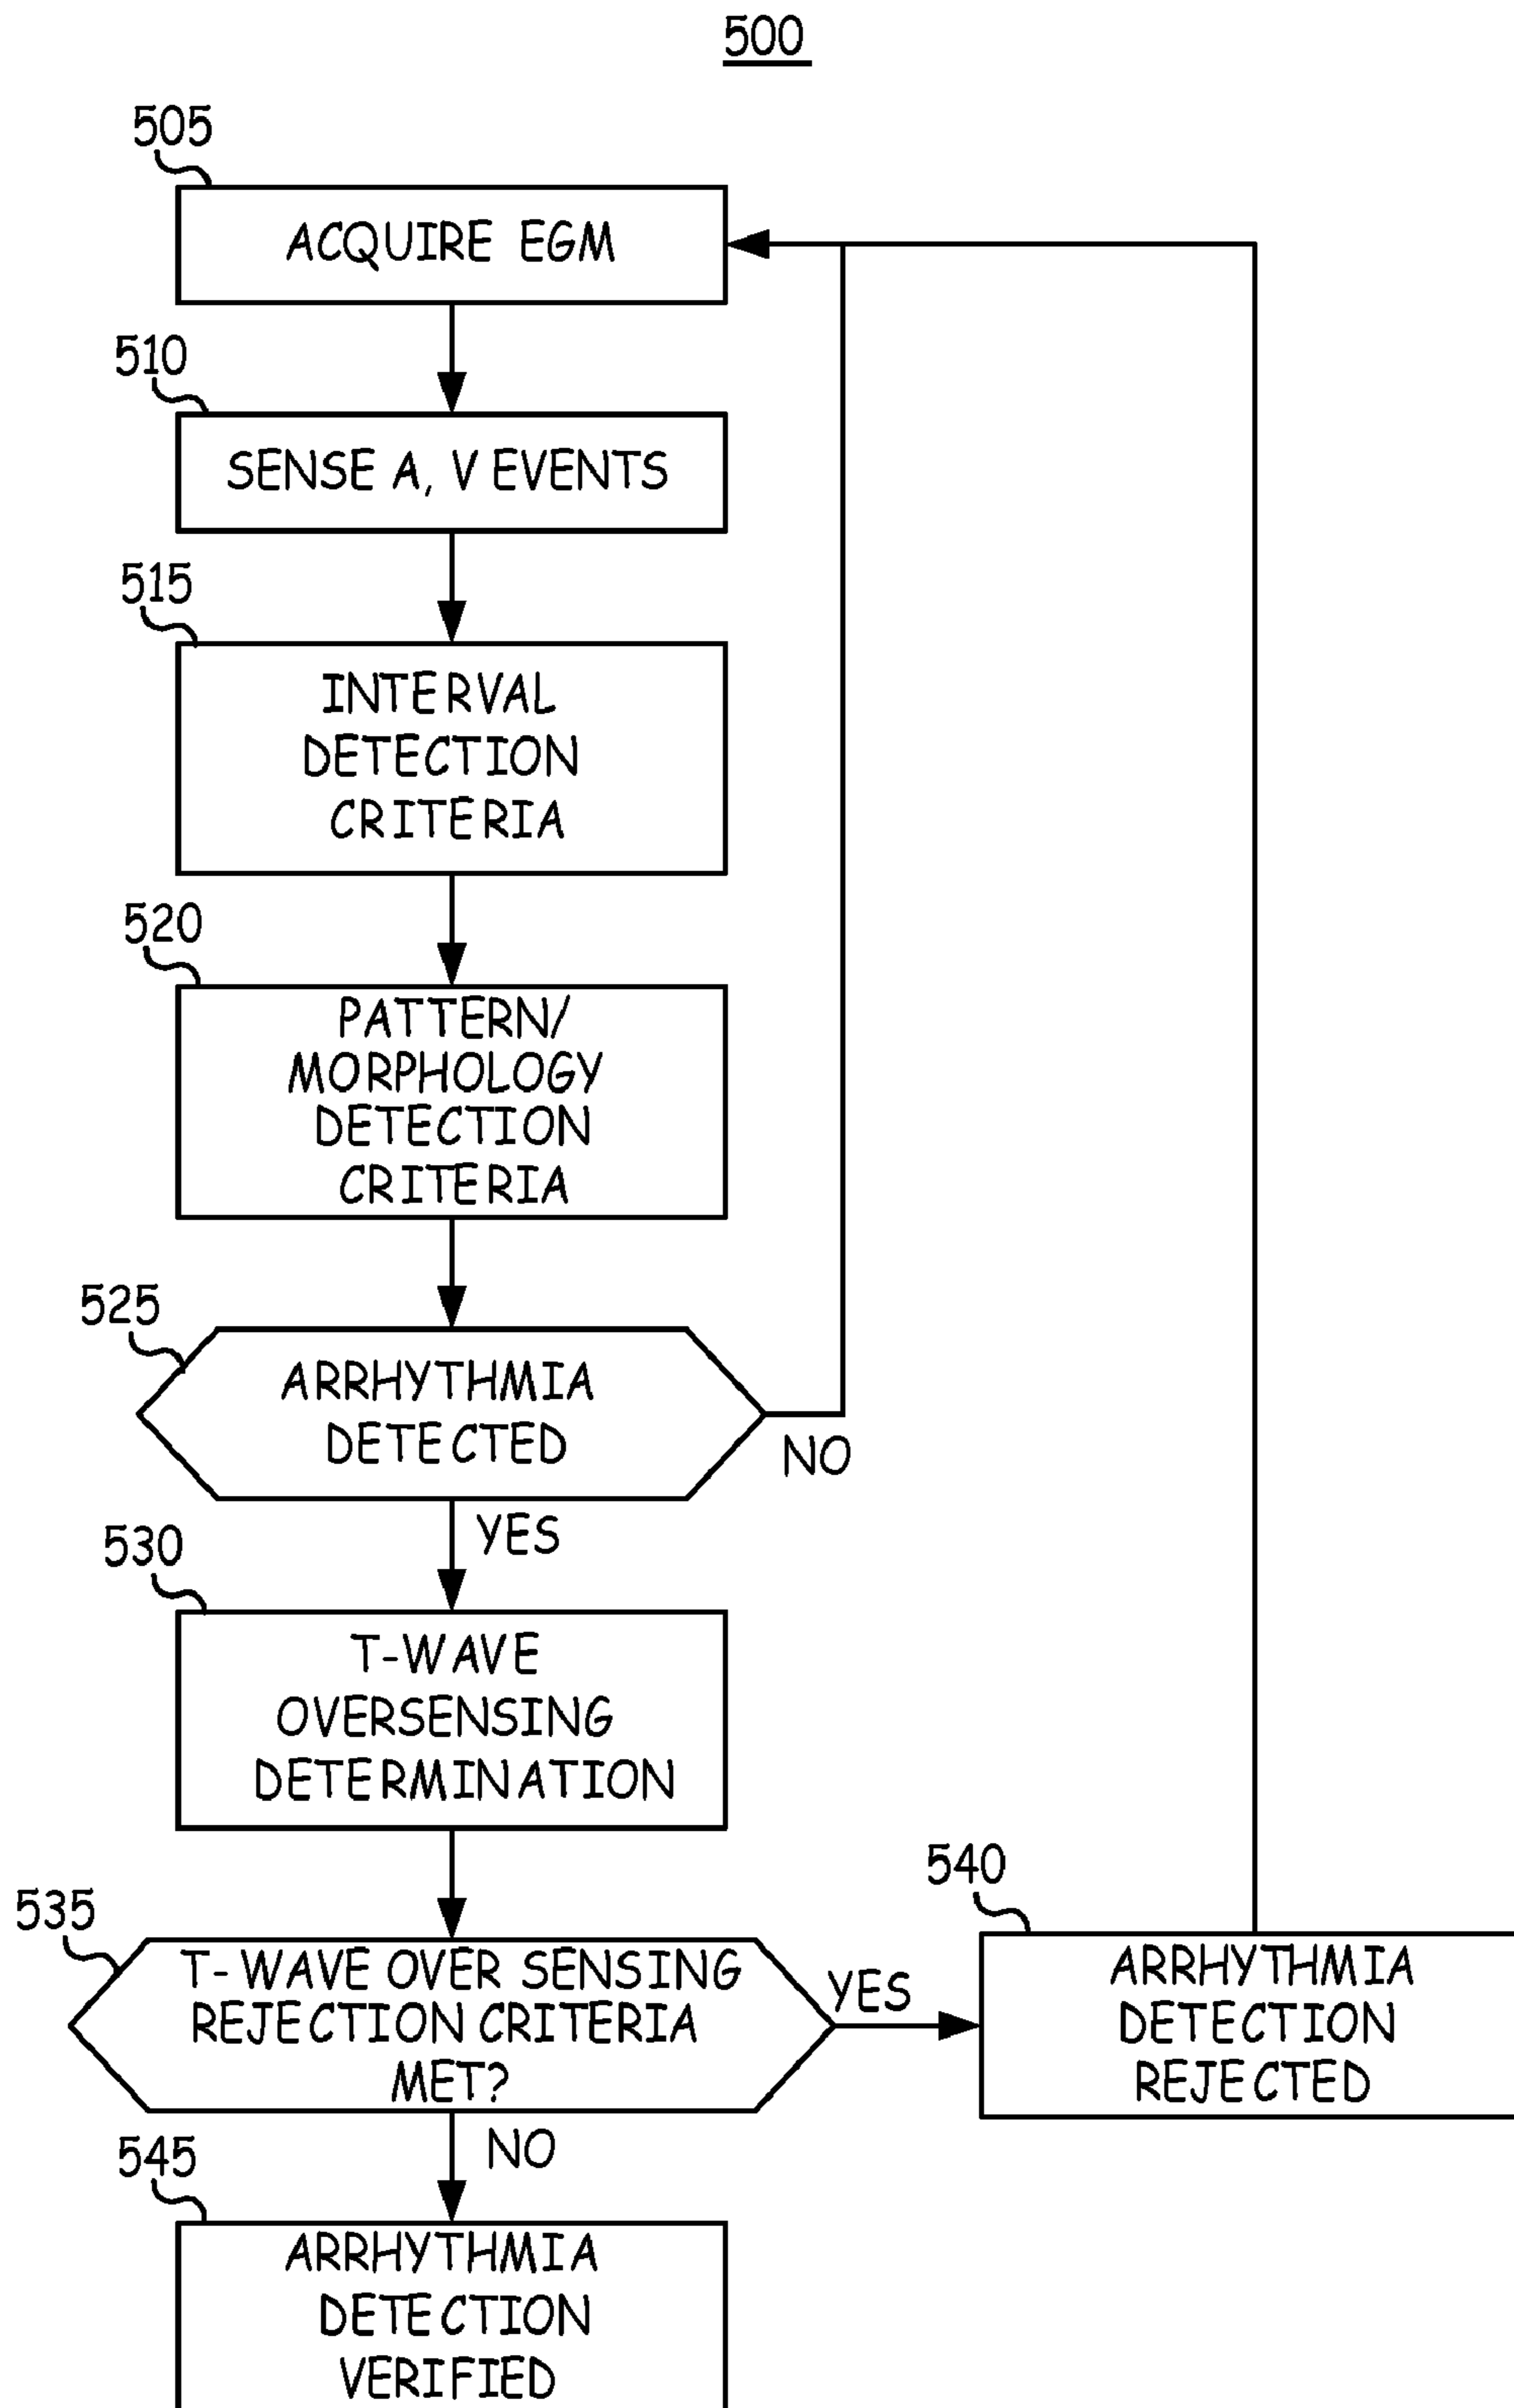 500
505
ACQUIRE EGM
510
SENSE A, V EVENTS
515
INTERVAL
DETECTION
CRITERIA
520
PATTERN/
MORPHOLOGY
DETECTION
CRITERIA
525
ARRHYTHMIA
DETECTED
NO
YES
530
T-WAVE
OVERSENSING
DETERMINATION
535
T-WAVE OVER SENSING
REJECTION CRITERIA
MET?
YES
540
ARRHYTHMIA
DETECTION
REJECTED
NO
545
ARRHYTHMIA
DETECTION
VERIFIED